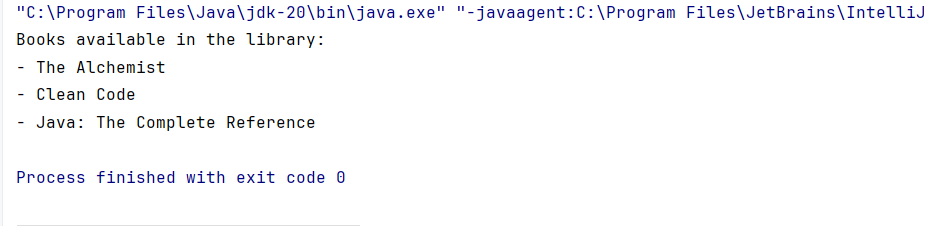 "C:\Program Files\Java\jdk-20\bin\java.exe" "-javaagent:C:\Program Files\JetBrains\IntelliJ
Books available in the library:
- The Alchemist
- Clean Code
- Java: The Complete Reference
Process finished with exit code 0